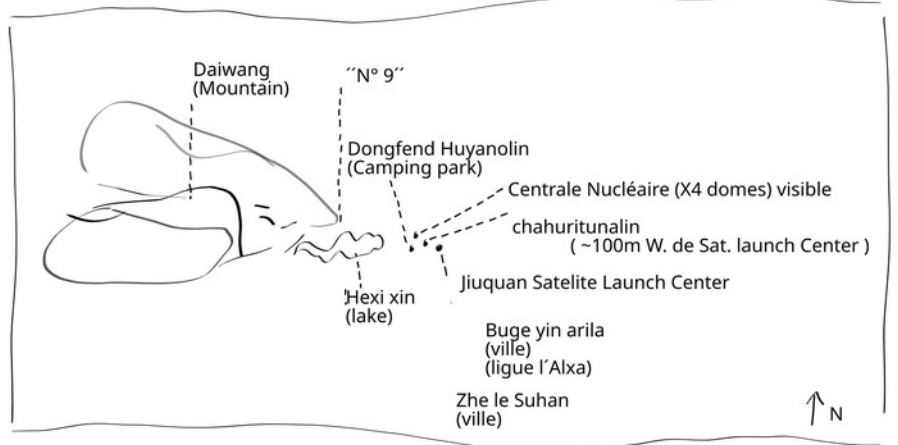 Daiwang
(Mountain)
´´N° 9´´
Dongfend Huyanolin
(Camping park)
Centrale Nucléaire (X4 domes) visible
chahuritunalin
( ~100m W. de Sat. launch Center )
Jiuquan Satelite Launch Center
Hexi xin
(lake)
Buge yin arila
(ville)
(ligue l´Alxa)
Zhe le Suhan
(ville)
N